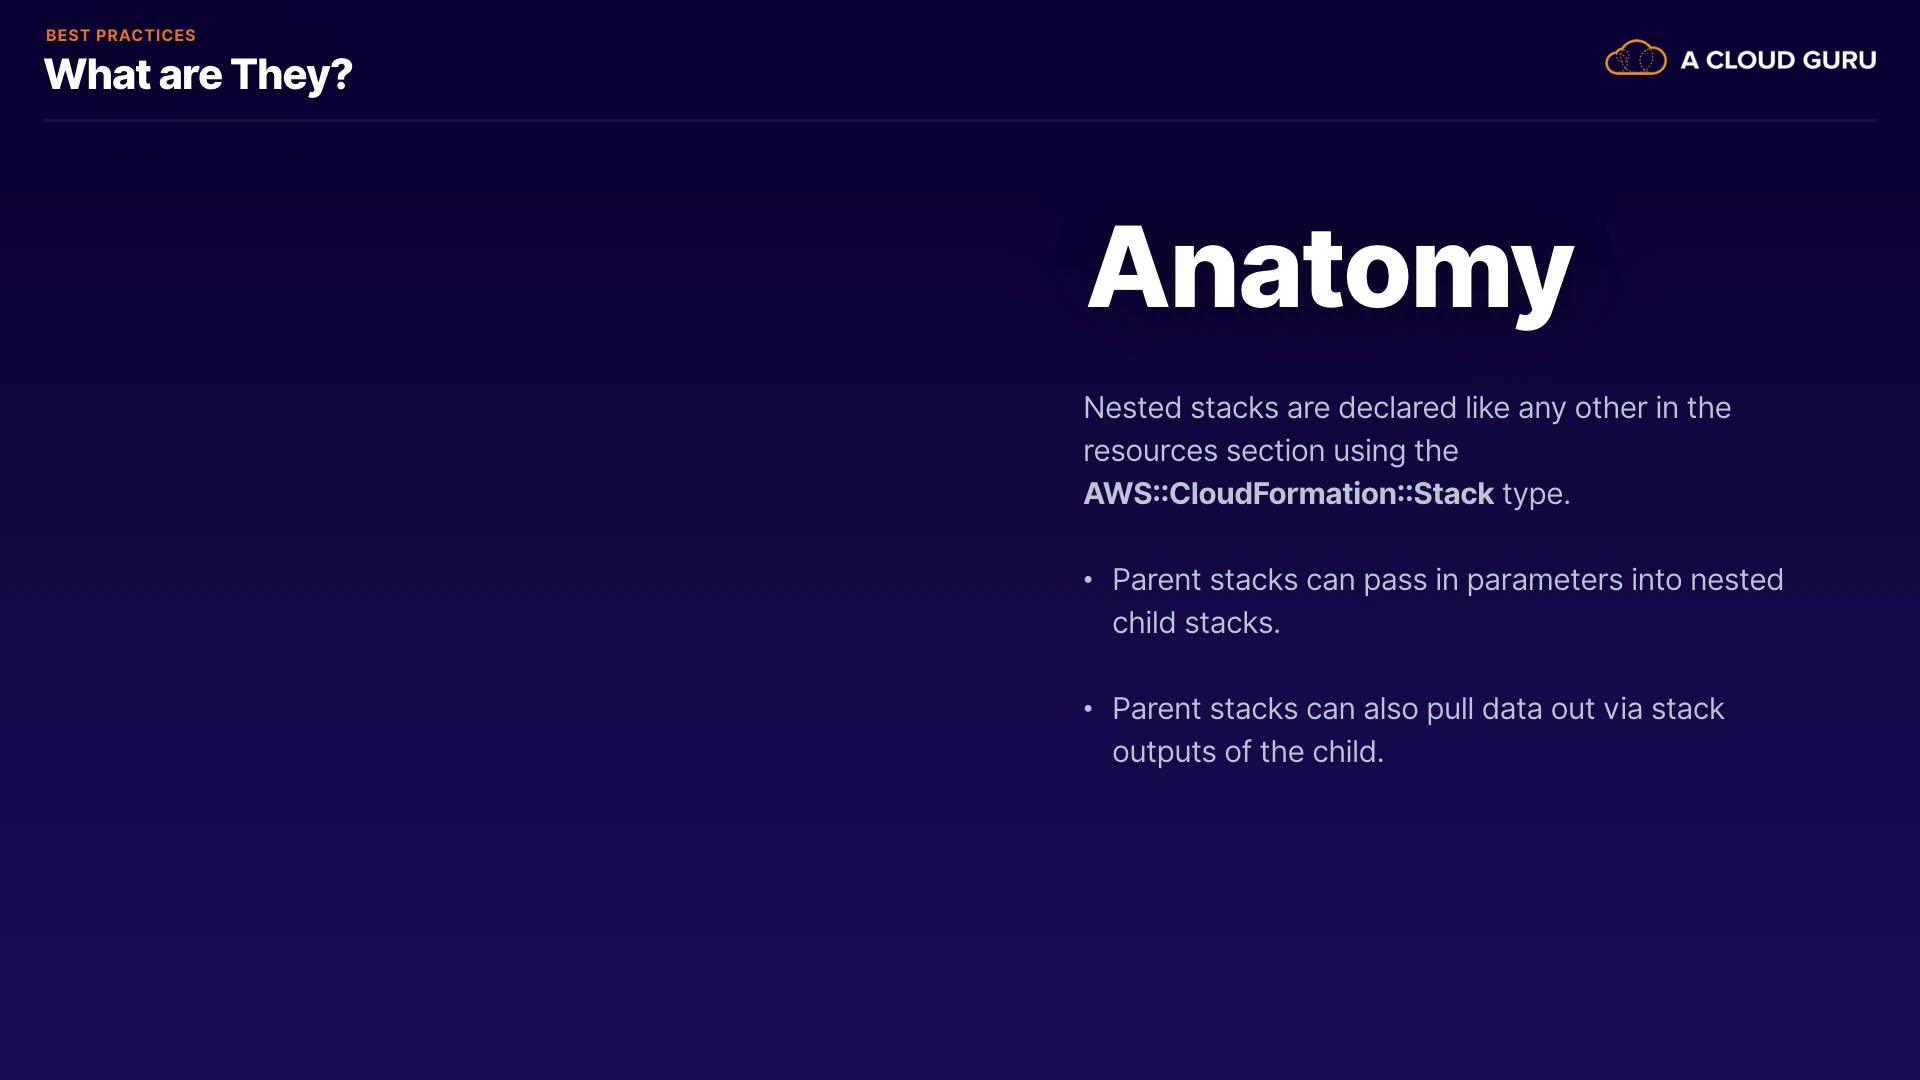 BEST PRACTICES
What are They?
A CLOUD GURU
Anatomy
Nested stacks are declared like any other in the
resources section using the
AWS::CloudFormation::Stack type.
• Parent stacks can pass in parameters into nested
child stacks.
• Parent stacks can also pull data out via stack
outputs of the child.